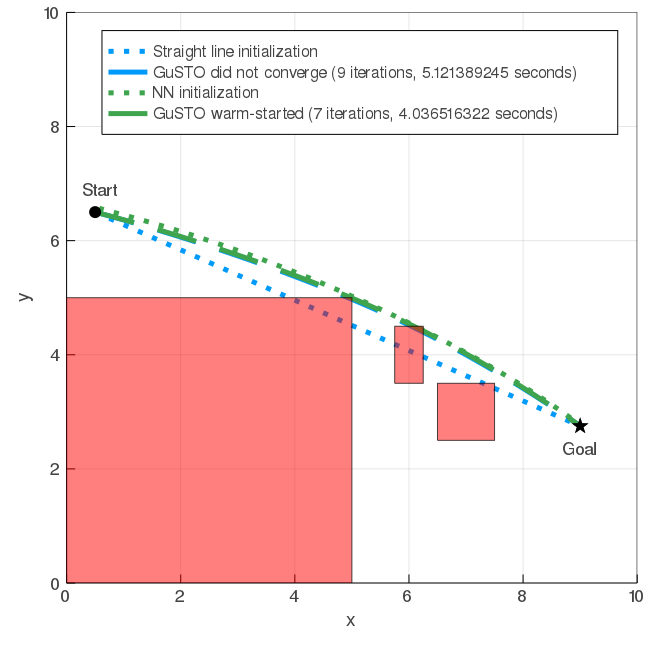 10
Straight line initialization
GuSTO did not converge (9 iterations, 5.121389245 seconds)
NN initialization
GuSTO warm-started (7 iterations, 4.036516322 seconds)
8
Start
6
y
4
Goal
2
0
0 2 4 6 8 10
x